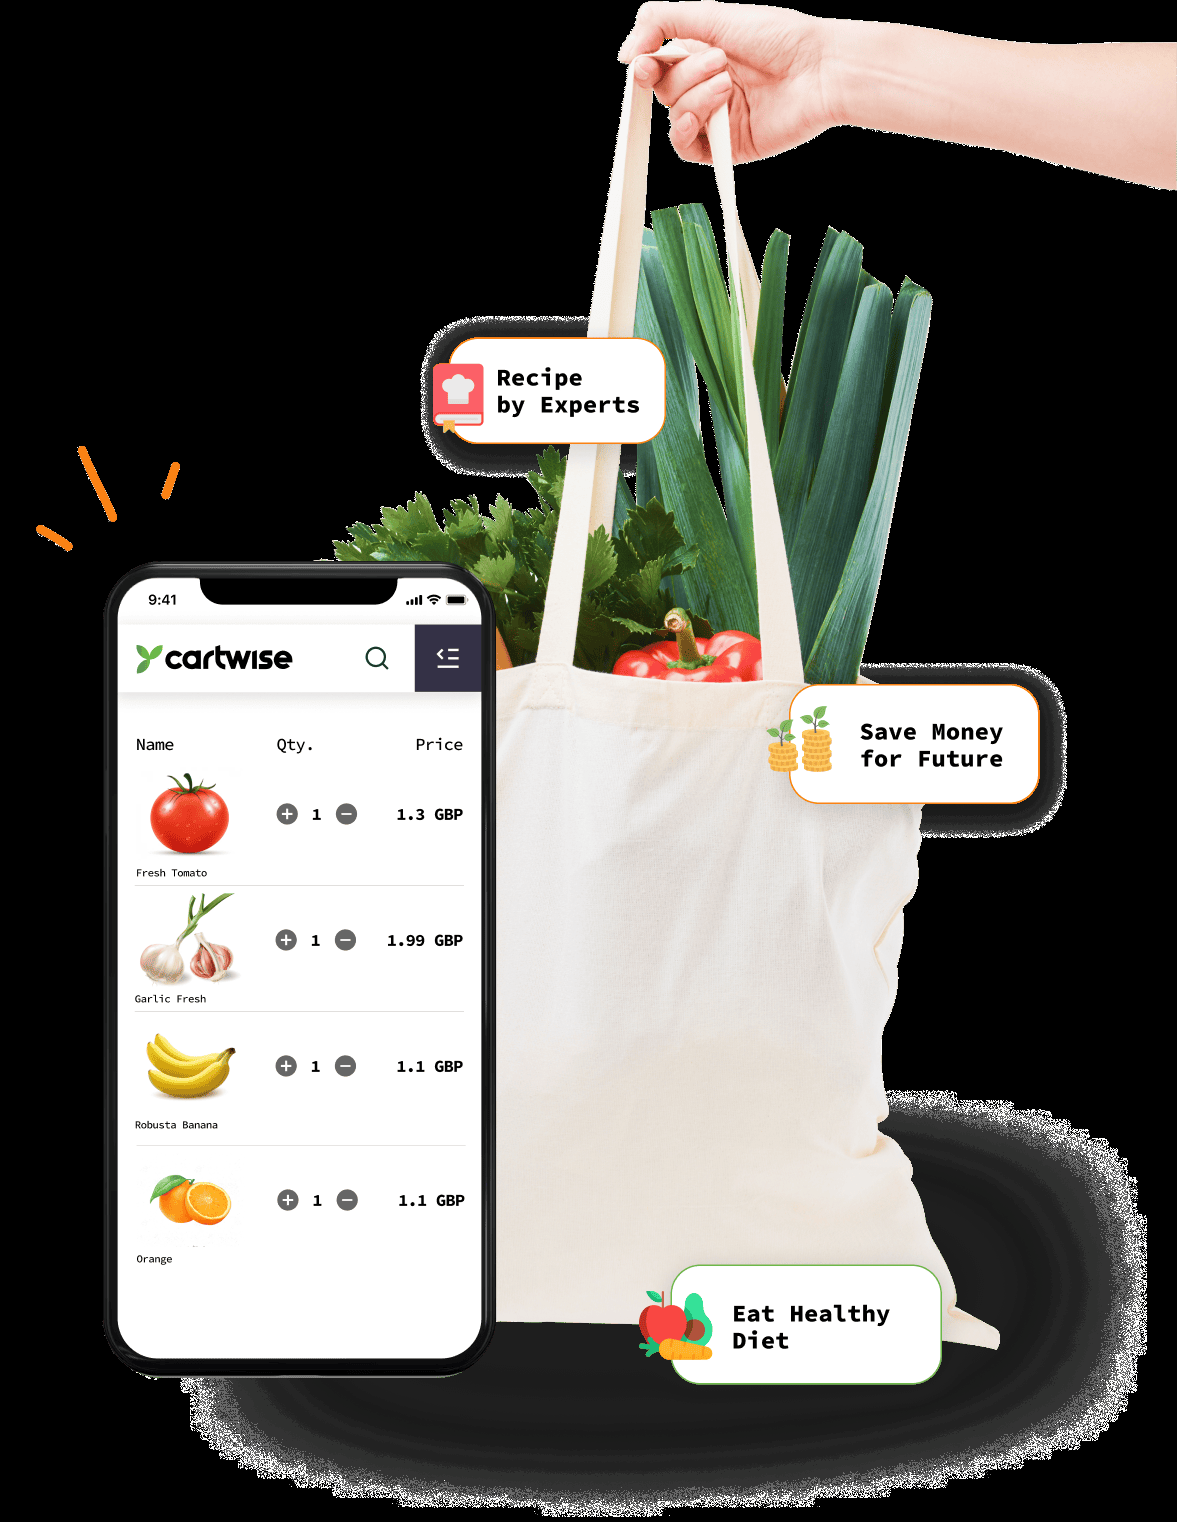 Recipe
by Experts
9:41
cartwise
Name Qty. Price
1 1.3 GBP
Fresh Tomato
1 1.99 GBP
Garlic Fresh
1 1.1 GBP
Robusta Banana
1 1.1 GBP
Orange
Save Money
for Future
Eat Healthy
Diet